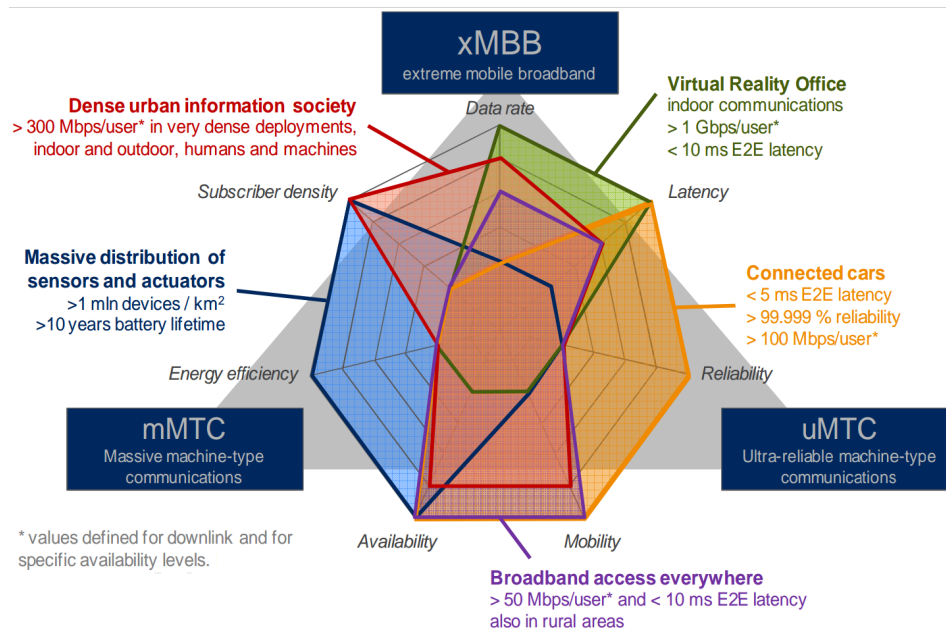 xMBB
extreme mobile broadband
Dense urban information society
> 300 Mbps/user* in very dense deployments,
indoor and outdoor, humans and machines
Data rate
Virtual Reality Office
indoor communications
> 1 Gbps/user*
< 10 ms E2E latency
Subscriber density
Latency
Massive distribution of
sensors and actuators
>1 mln devices / km²
>10 years battery lifetime
Connected cars
< 5 ms E2E latency
> 99.999 % reliability
> 100 Mbps/user*
Energy efficiency
Reliability
mMTC
Massive machine-type
communications
uMTC
Ultra-reliable machine-type
communications
* values defined for downlink and for
specific availability levels.
Availability
Mobility
Broadband access everywhere
> 50 Mbps/user* and < 10 ms E2E latency
also in rural areas